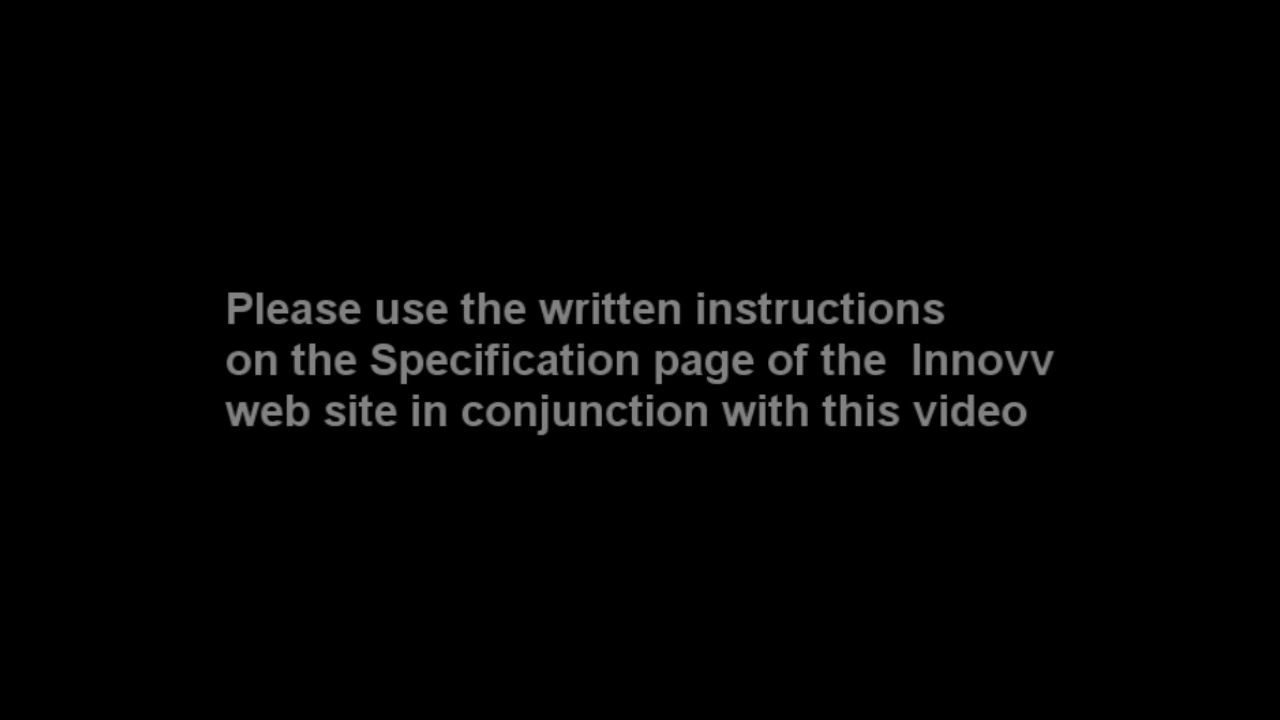 Please use the written instructions
on the Specification page of the  Innovv
web site in conjunction with this video